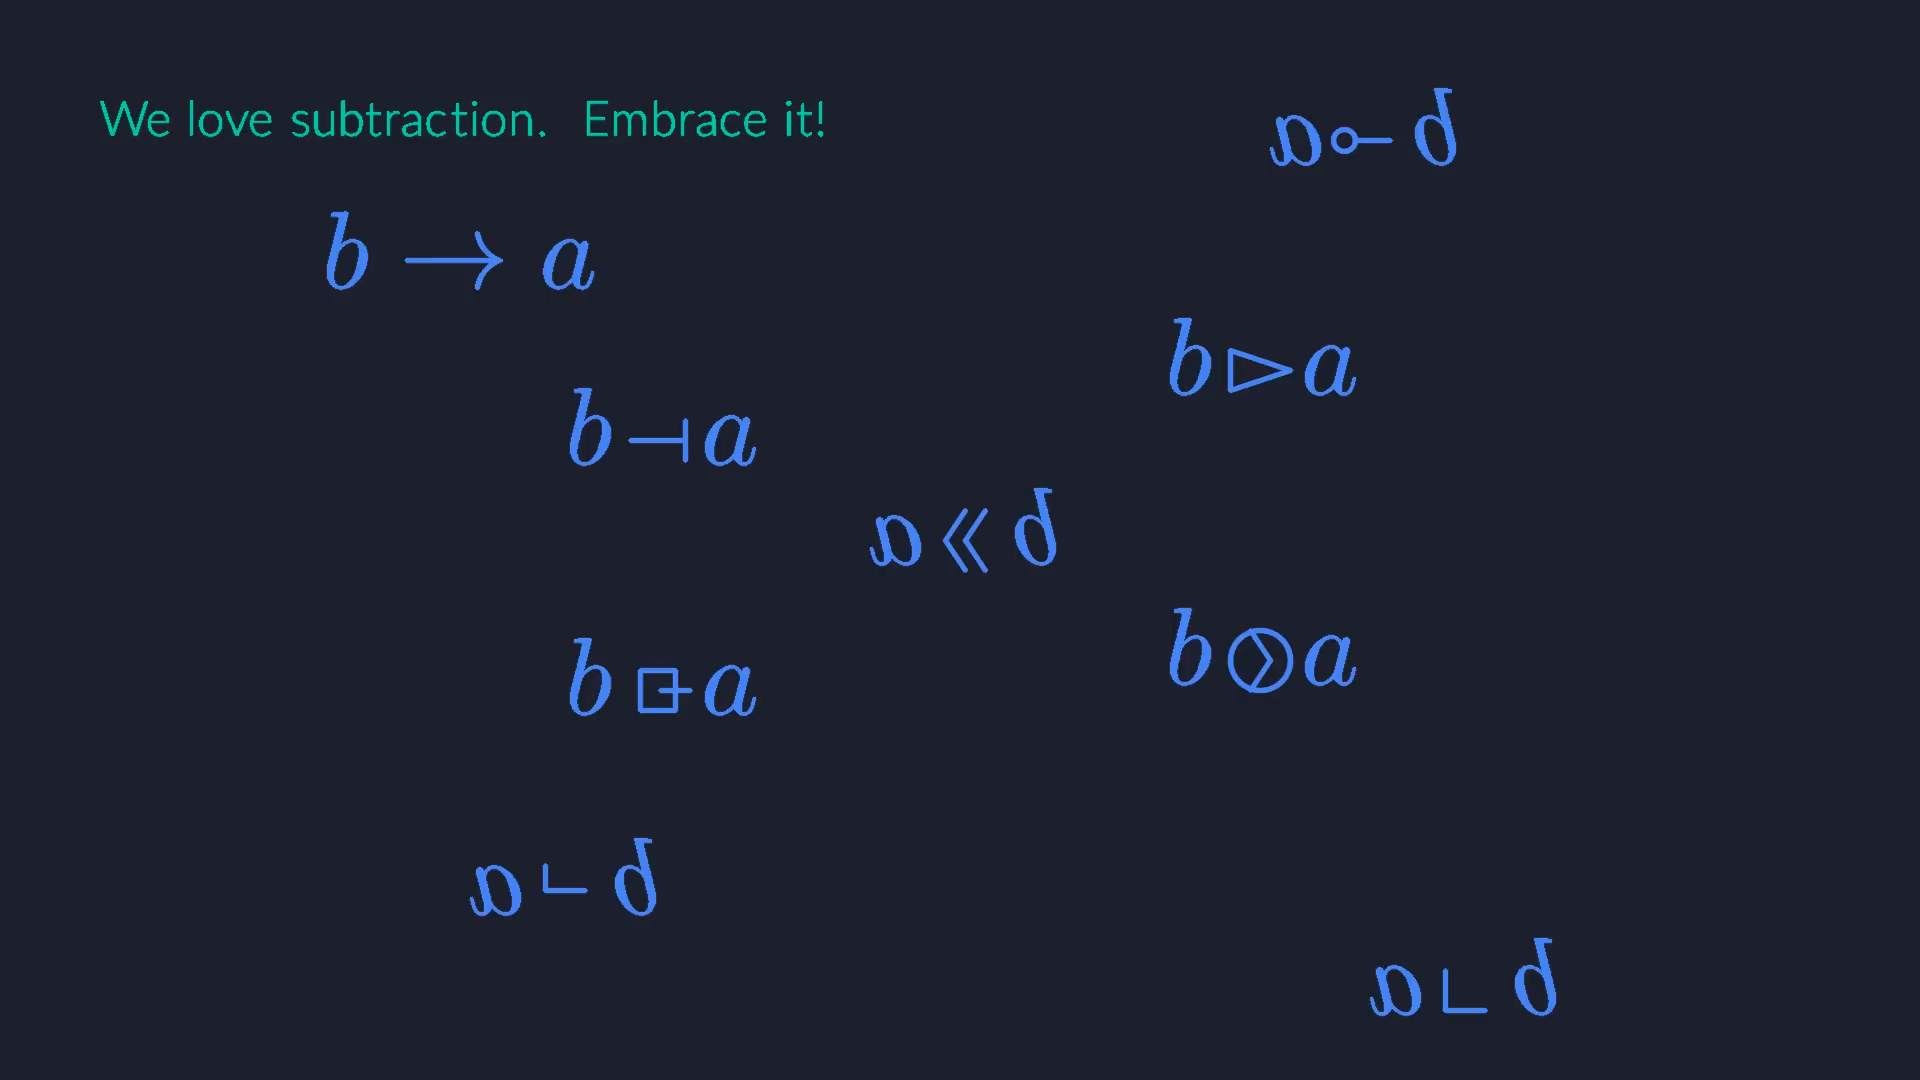 We love subtraction. Embrace it!
a ⊸ b
b → a
b ▷ a
b ⊣ a
a ⟪ b
b ⧁ a
b ⟤ a
a ∟ b
a ∟ b